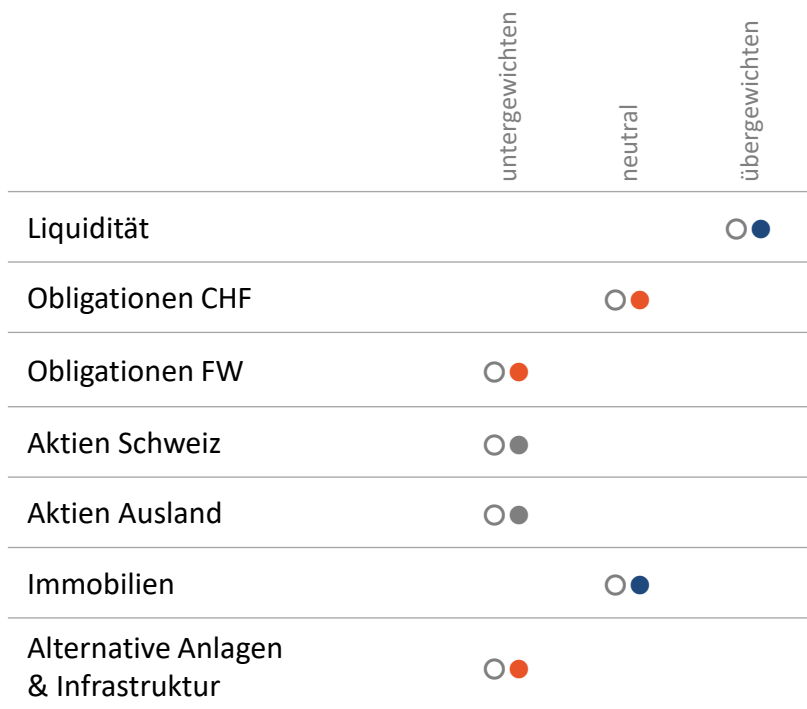 untergewichten
neutral
übergewichten
Liquidität
Obligationen CHF
Obligationen FW
Aktien Schweiz
Aktien Ausland
Immobilien
Alternative Anlagen
& Infrastruktur